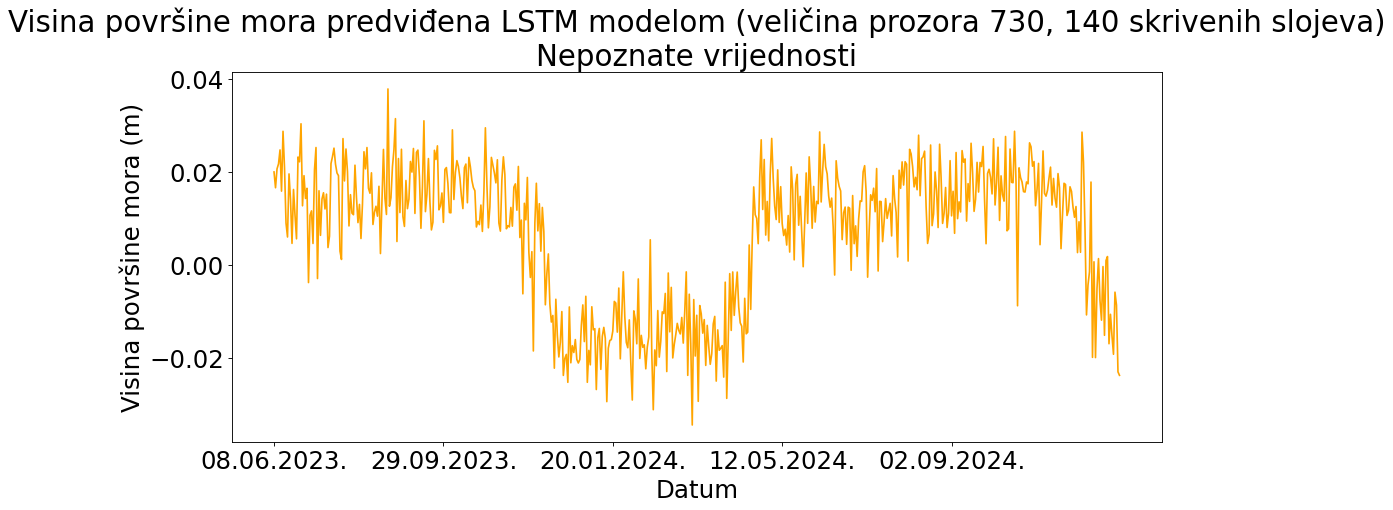 Visina površine mora predviđena LSTM modelom (veličina prozora 730, 140 skrivenih slojeva)
Nepoznate vrijednosti
Visina površine mora (m)
0.04
0.02
0.00
−0.02
08.06.2023. 29.09.2023. 20.01.2024. 12.05.2024. 02.09.2024.
Datum